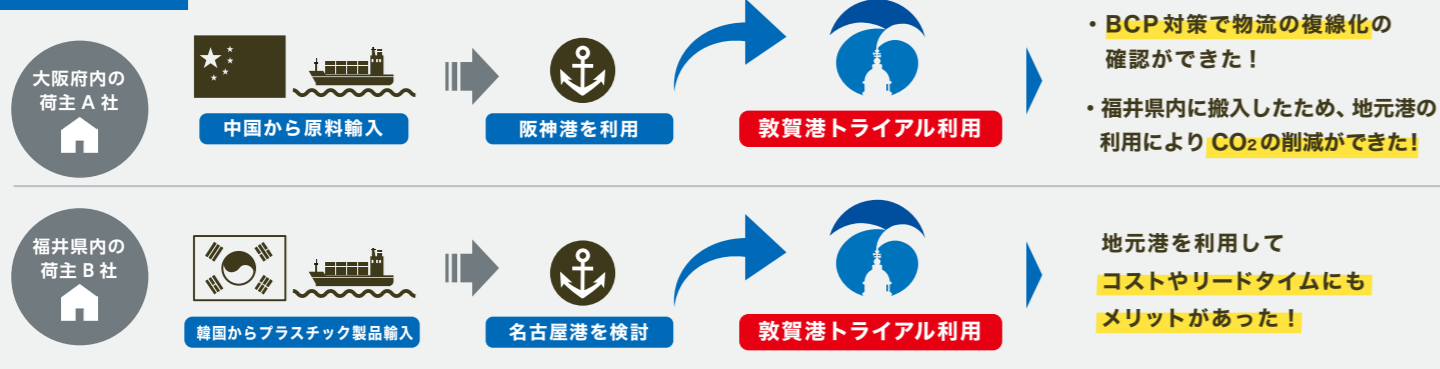 大阪府内の
荷主A社
中国から原料輸入
阪神港を利用
敦賀港トライアル利用
・BCP対策で物流の複線化の
確認ができた！
・福井県内に搬入したため、地元港の
利用によりCO₂の削減ができた！
福井県内の
荷主B社
韓国からプラスチック製品輸入
名古屋港を検討
敦賀港トライアル利用
地元港を利用して
コストやリードタイムにも
メリットがあった！